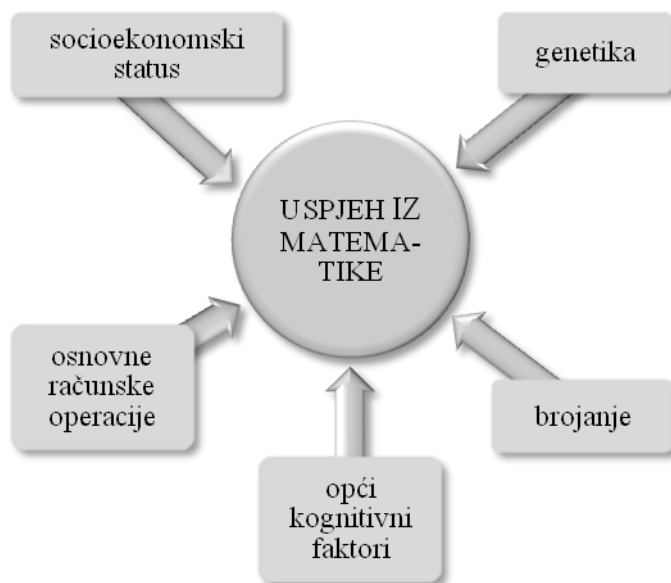 socioekonomski
status
genetika
USPJEH IZ
MATEMA-
TIKE
osnovne
računske
operacije
brojanje
opći
kognitivni
faktori